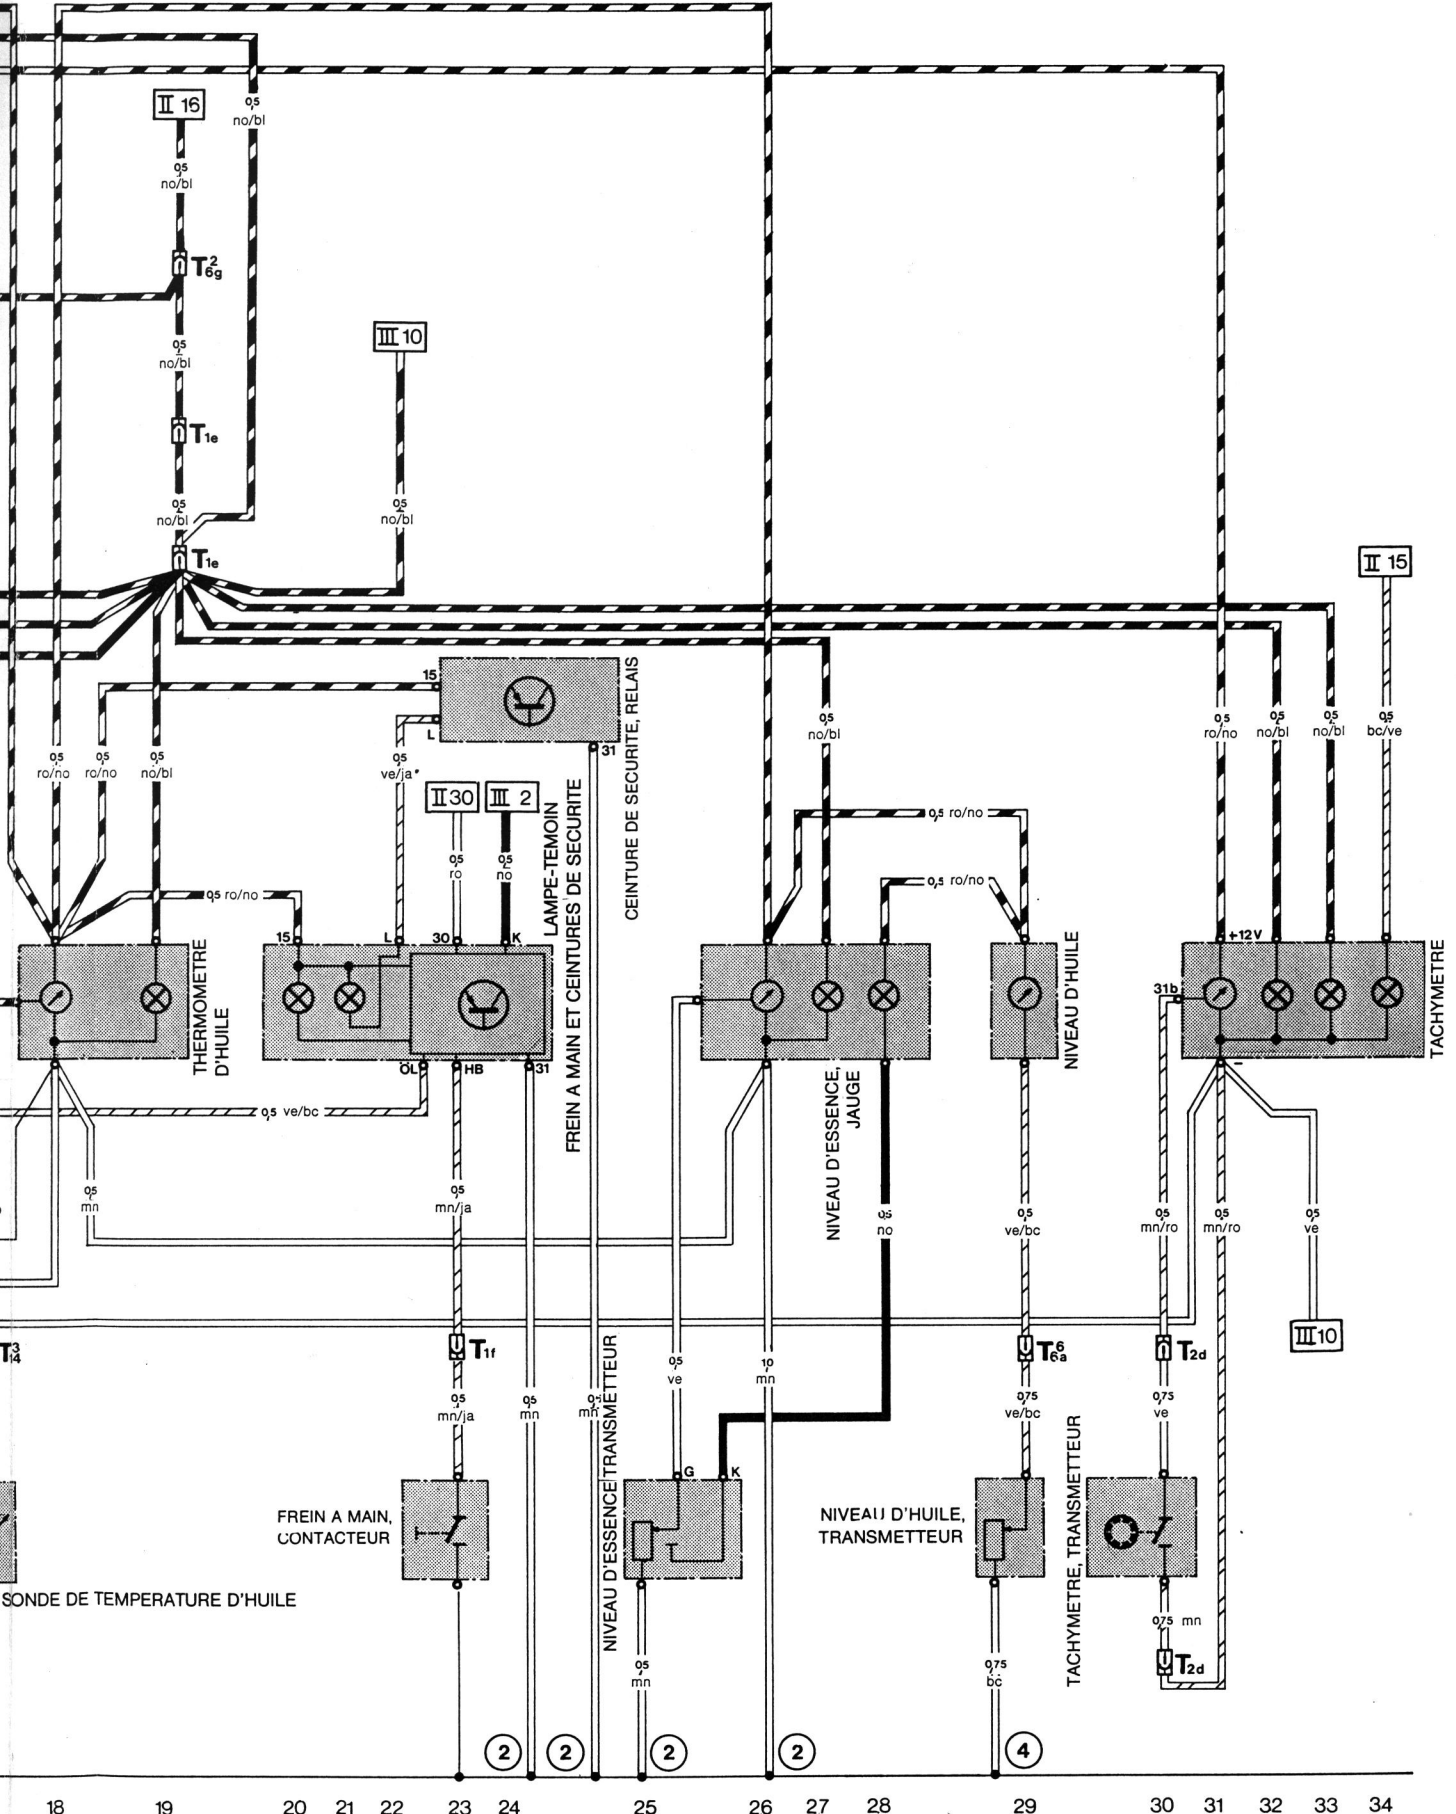 0,5
no/bl
II 16
0,5
no/bl
T2
6g
0,5
no/bl
III 10
T1e
0,5
no/bl
0,5
no/bl
T1e
II 15
15
L
31
CEINTURE DE SECURITE, RELAIS
0,5
ro/no
0,5
ro/no
0,5
no/bl
0,5
ve/ja*
II 30
III 2
0,5
ro
0,5
no
LAMPE-TEMOIN
FREIN A MAIN ET CEINTURES DE SECURITE
0,5
no/bl
0,5
ro/no
0,5
no/bl
0,5
no/bl
0,5
bc/ve
0,5 ro/no
0,5 ro/no
0,5 ro/no
15
L
30
K
+12V
31b
THERMOMETRE
D'HUILE
ÖL
HB
31
NIVEAU D'ESSENCE,
JAUGE
NIVEAU D'HUILE
TACHYMETRE
–
0,5 ve/bc
0,5
mn
0,5
mn/ja
0,5
no
0,5
ve/bc
0,5
mn/ro
0,5
mn/ro
0,5
ve
III 10
T3
14
T1f
T6
6a
T2d
0,5
mn/ja
0,5
mn
0,5
mn
0,5
ve
1,0
mn
0,75
ve/bc
0,75
ve
NIVEAU D'ESSENCE TRANSMETTEUR
G
K
FREIN A MAIN,
CONTACTEUR
NIVEAU D'HUILE,
TRANSMETTEUR
TACHYMETRE, TRANSMETTEUR
SONDE DE TEMPERATURE D'HUILE
0,75 mn
T2d
0,5
mn
0,75
bc
2
2
2
2
4
18 19 20 21 22 23 24 25 26 27 28 29 30 31 32 33 34